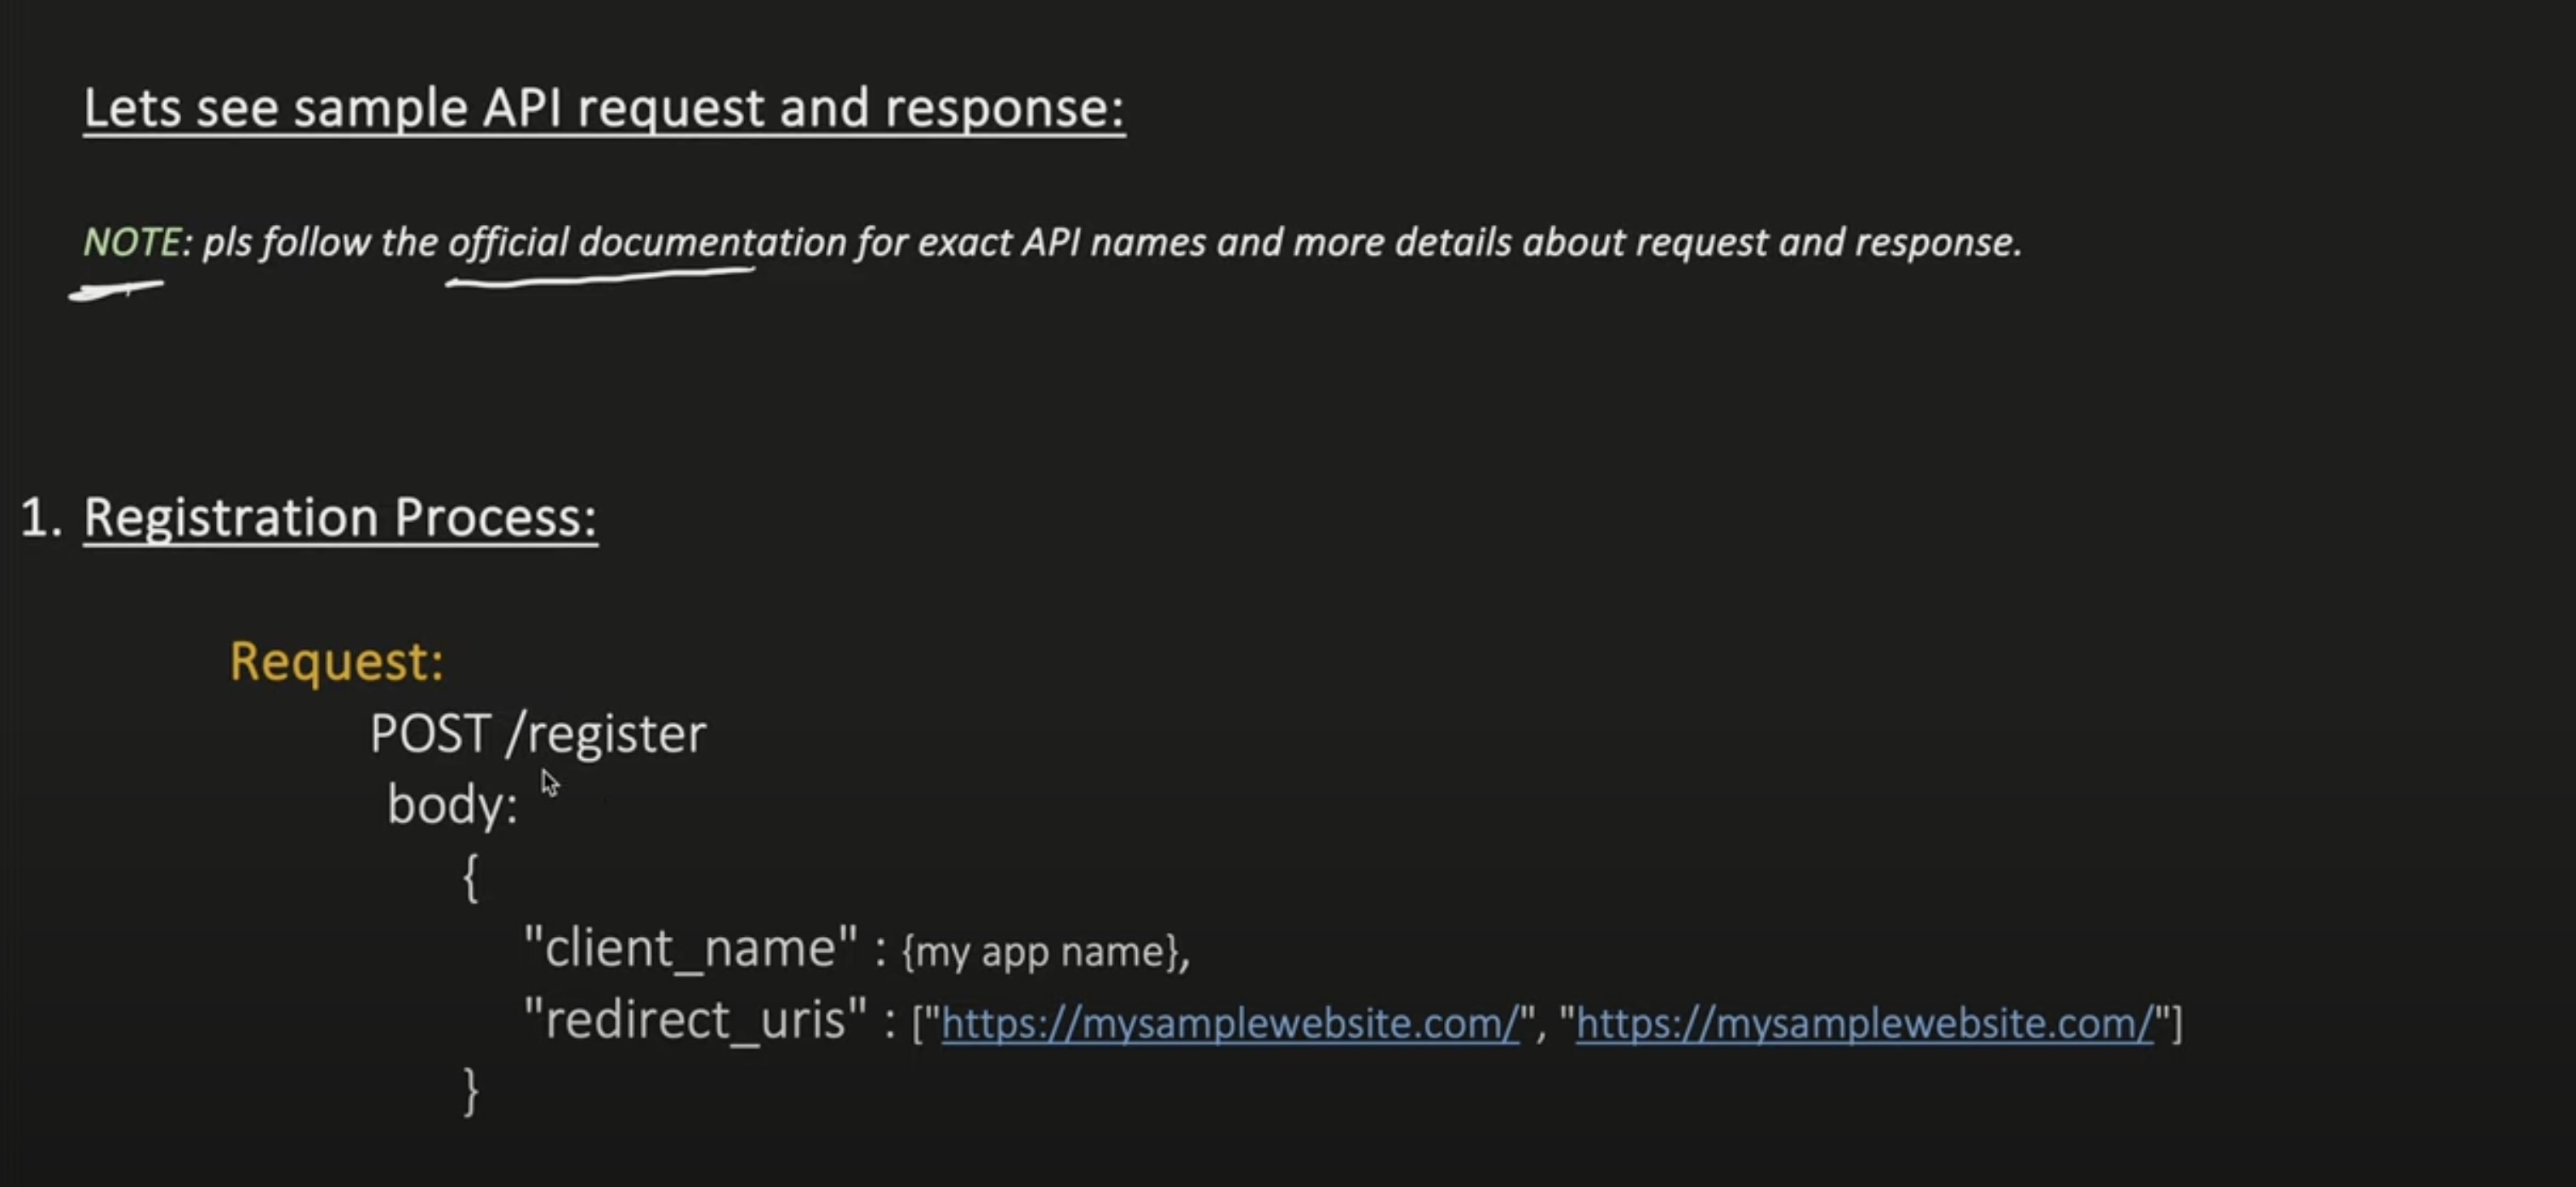 Lets see sample API request and response:
NOTE: pls follow the official documentation for exact API names and more details about request and response.
1. Registration Process:
Request:
POST /register
body:
{
"client_name" : {my app name},
"redirect_uris" : ["https://mysamplewebsite.com/", "https://mysamplewebsite.com/"]
}